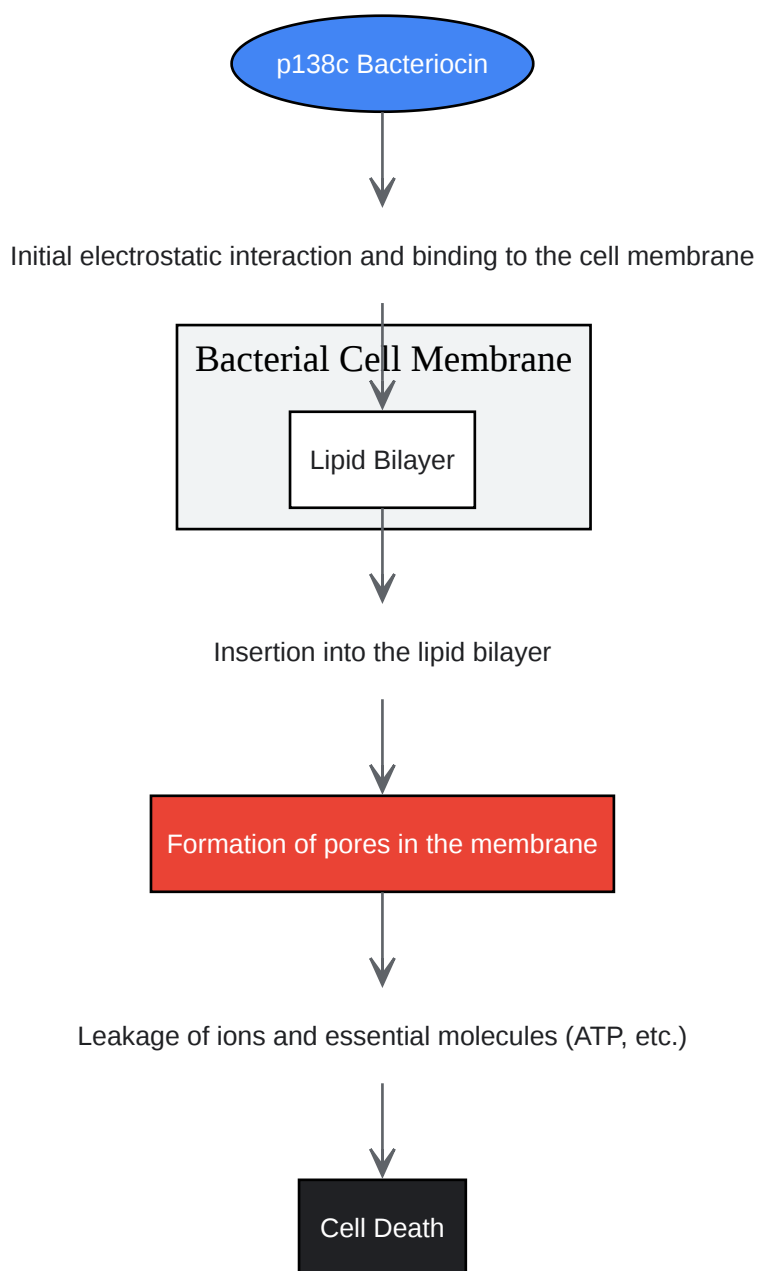 p138c Bacteriocin
Initial electrostatic interaction and binding to the cell membrane
Bacterial Cell Membrane
Lipid Bilayer
Insertion into the lipid bilayer
Formation of pores in the membrane
Leakage of ions and essential molecules (ATP, etc.)
Cell Death